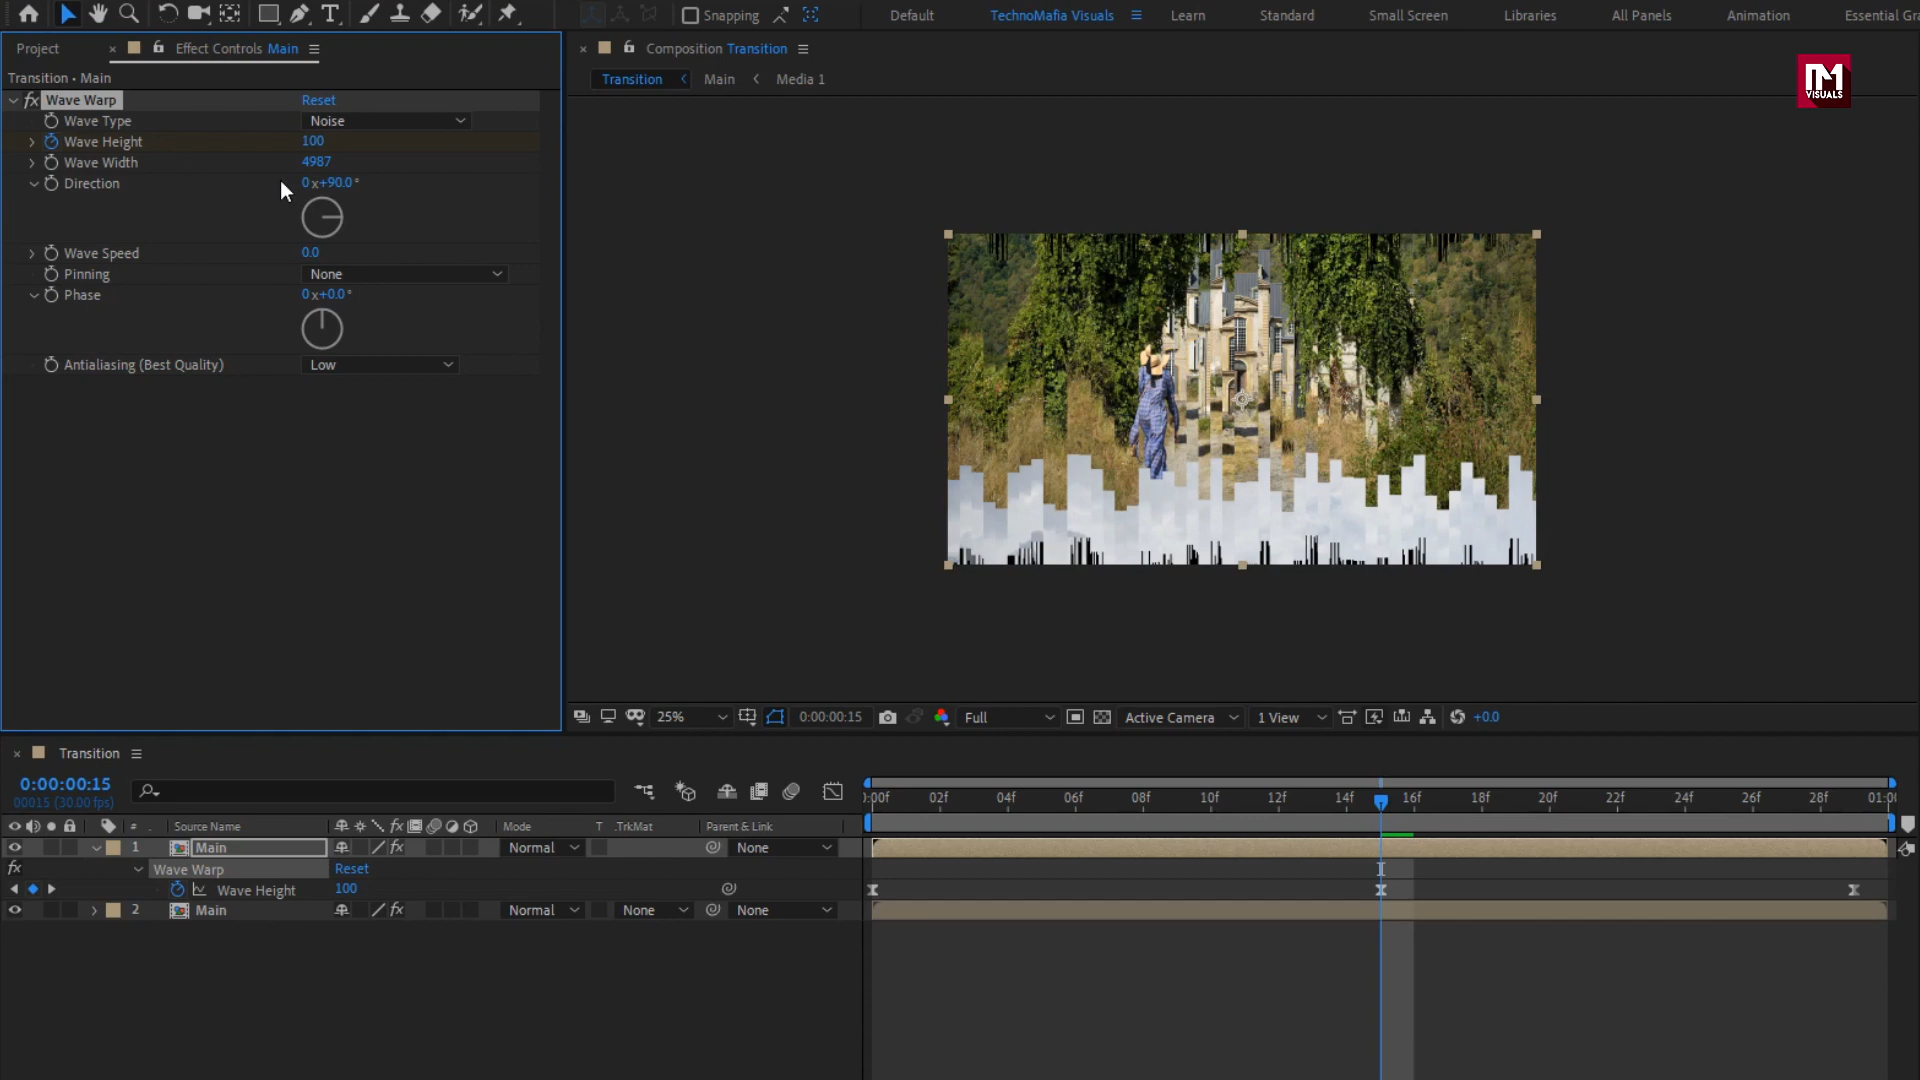 Snapping
Default
TechnoMafia Visuals
Learn
Standard
Small Screen
Libraries
All Panels
Animation
Essential Gra
Project
Effect Controls Main
Composition Transition
Transition • Main
Transition
Main
Media 1
M
VISUALS
fx Wave Warp Reset
Wave Type Noise
Wave Height 100
Wave Width 4987
Direction 0 x+90.0 °
Wave Speed 0.0
Pinning None
Phase 0 x+0.0 °
Antialiasing (Best Quality) Low
25%
0:00:00:15
Full
Active Camera
1 View
+0.0
Transition
0:00:00:15
00015 (30.00 fps)
:00f 02f 04f 06f 08f 10f 12f 14f 16f 18f 20f 22f 24f 26f 28f 01:00
# . Source Name fx Mode T .TrkMat Parent & Link
1 Main fx Normal None
fx Wave Warp Reset
Wave Height 100
2 Main fx Normal None None